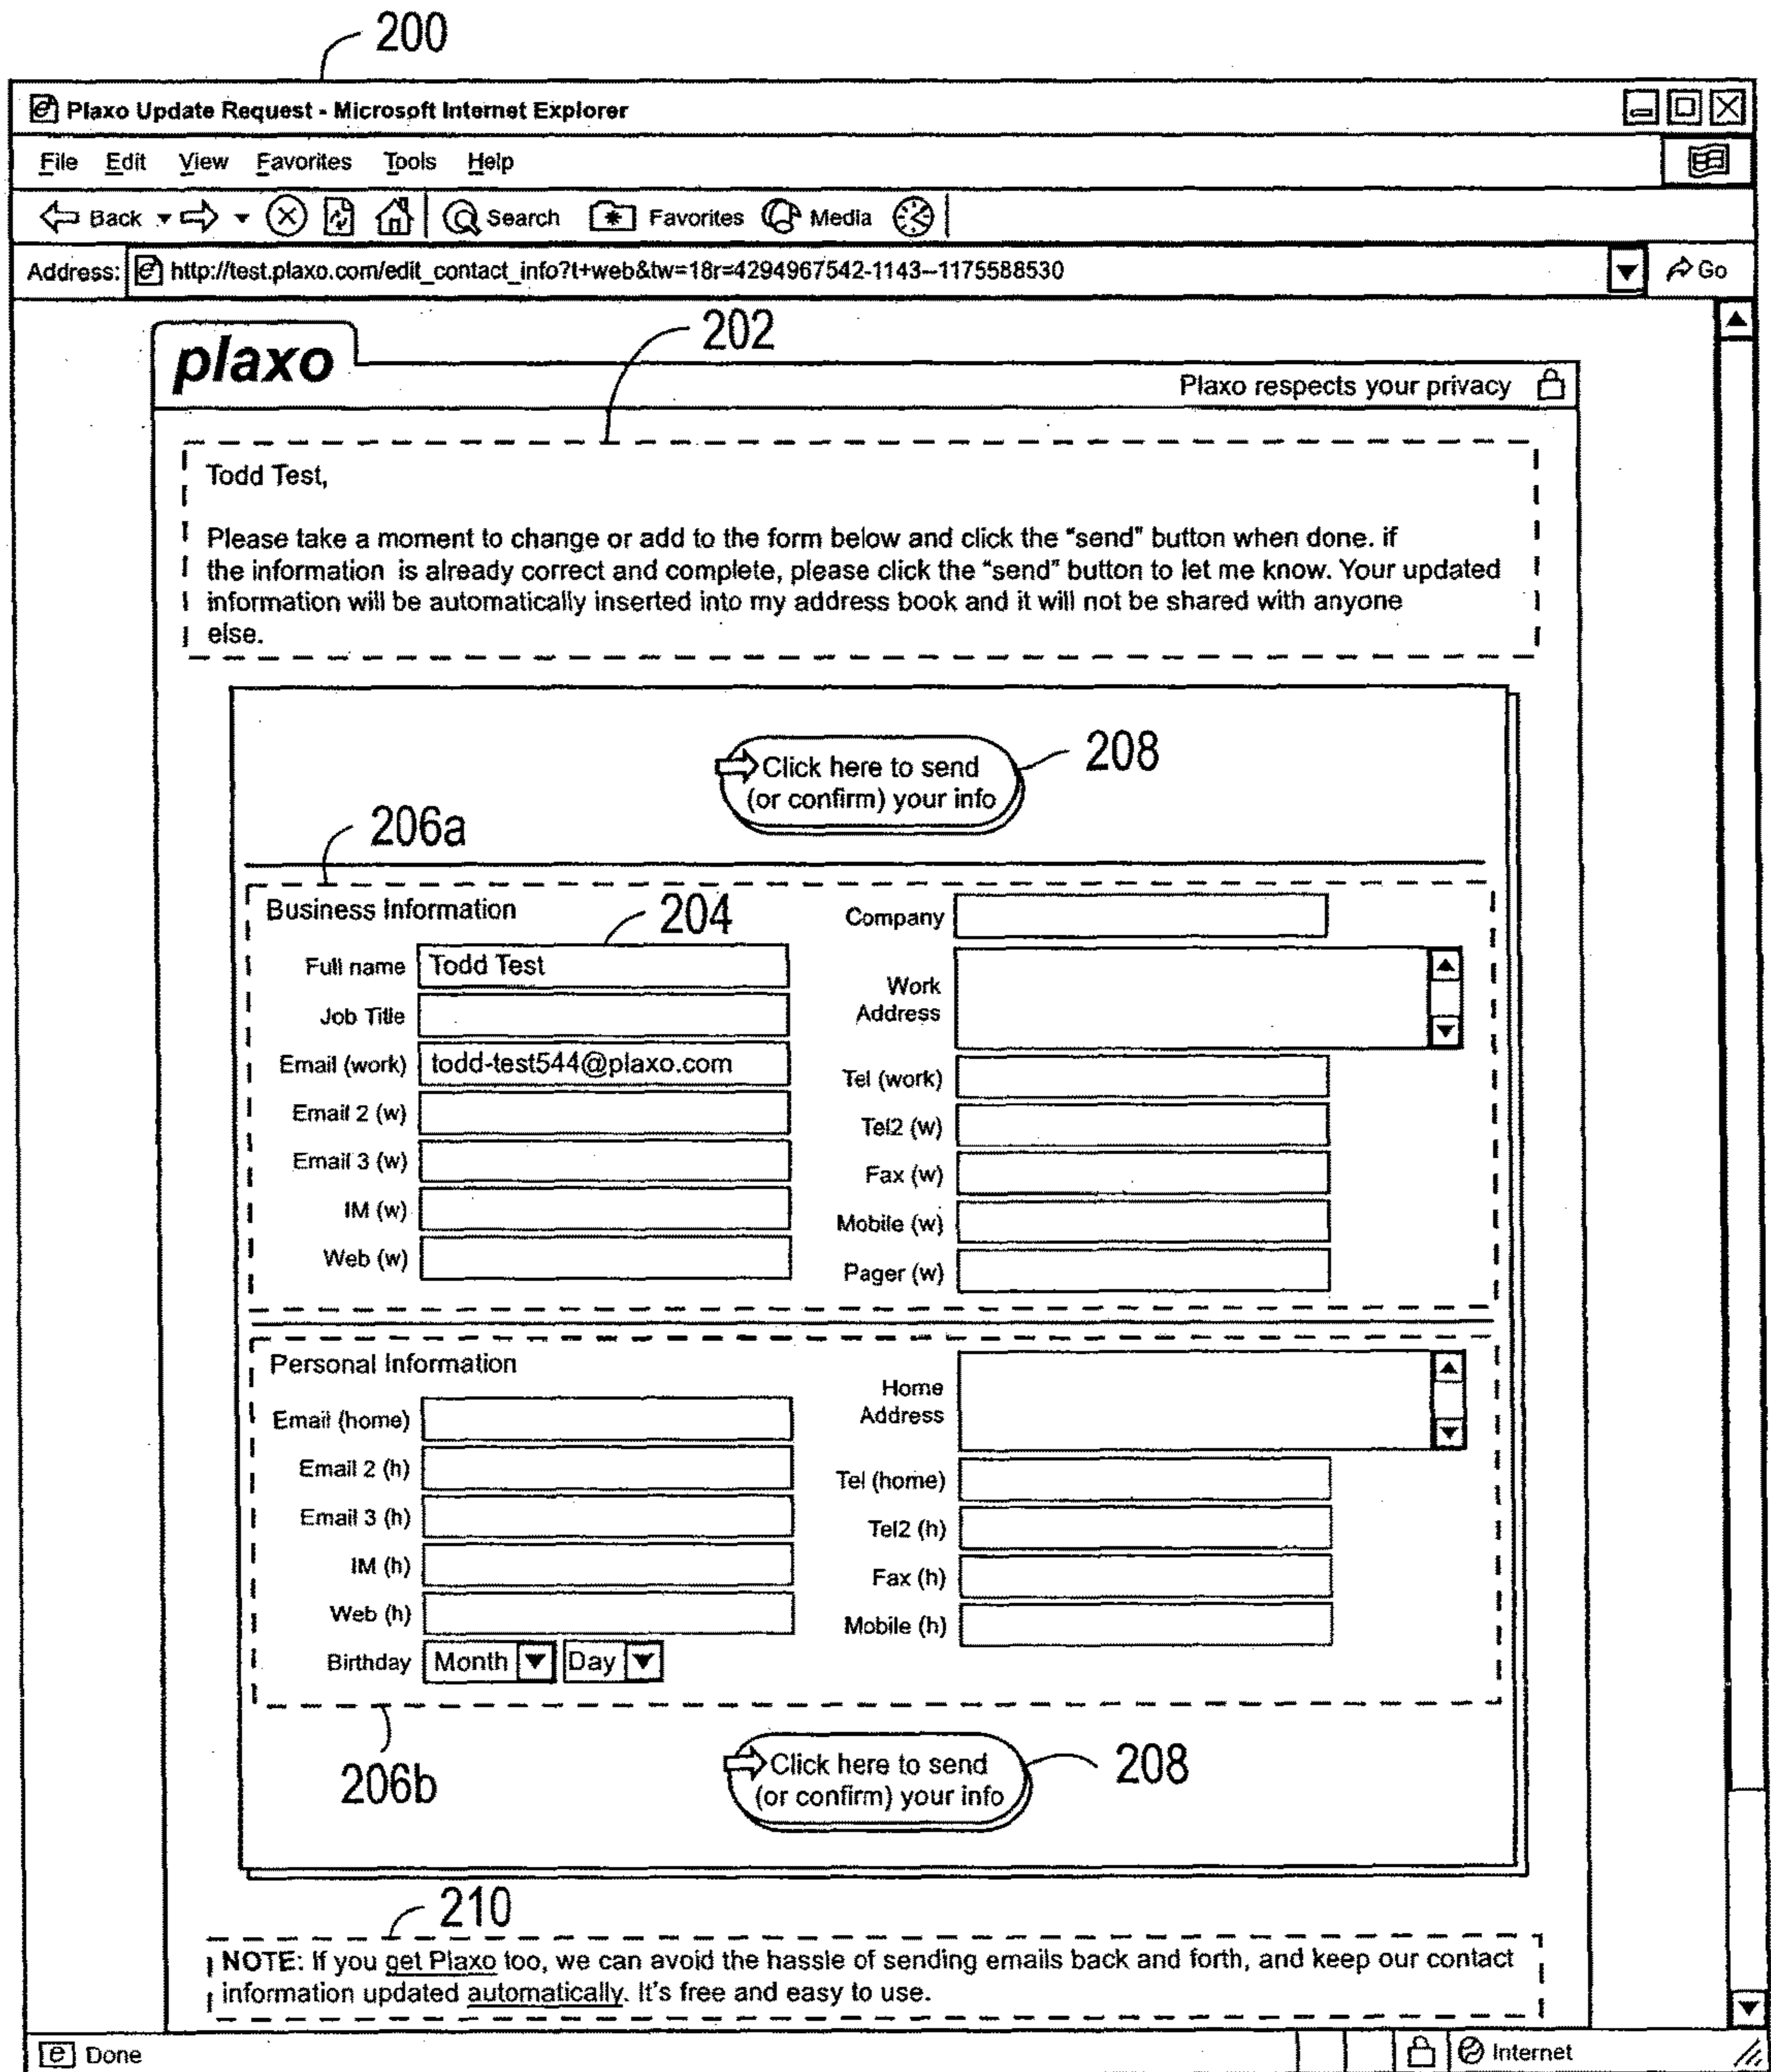 200
Plaxo Update Request - Microsoft Internet Explorer
File Edit View Favorites Tools Help
Back Search Favorites Media
Address: http://test.plaxo.com/edit_contact_info?t+web&tw=18r=4294967542-1143--1175588530 Go
202
plaxo
Plaxo respects your privacy
Todd Test,
Please take a moment to change or add to the form below and click the "send" button when done. if
the information is already correct and complete, please click the "send" button to let me know. Your updated
information will be automatically inserted into my address book and it will not be shared with anyone
else.
Click here to send
(or confirm) your info
208
206a
Business Information
204
Full name Todd Test
Job Title
Email (work) todd-test544@plaxo.com
Email 2 (w)
Email 3 (w)
IM (w)
Web (w)
Company
Work
Address
Tel (work)
Tel2 (w)
Fax (w)
Mobile (w)
Pager (w)
Personal Information
Email (home)
Email 2 (h)
Email 3 (h)
IM (h)
Web (h)
Birthday Month Day
Home
Address
Tel (home)
Tel2 (h)
Fax (h)
Mobile (h)
206b
Click here to send
(or confirm) your info
208
210
NOTE: If you get Plaxo too, we can avoid the hassle of sending emails back and forth, and keep our contact
information updated automatically. It's free and easy to use.
Done Internet